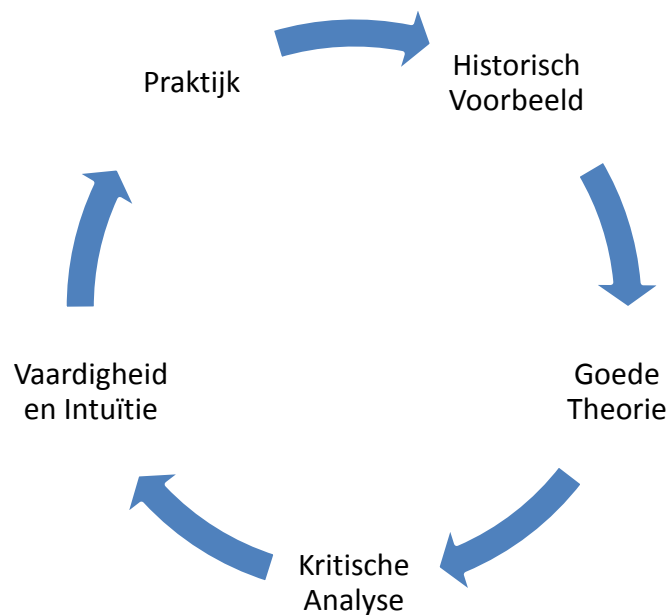 Praktijk
Historisch
Voorbeeld
Goede
Theorie
Kritische
Analyse
Vaardigheid
en Intuïtie